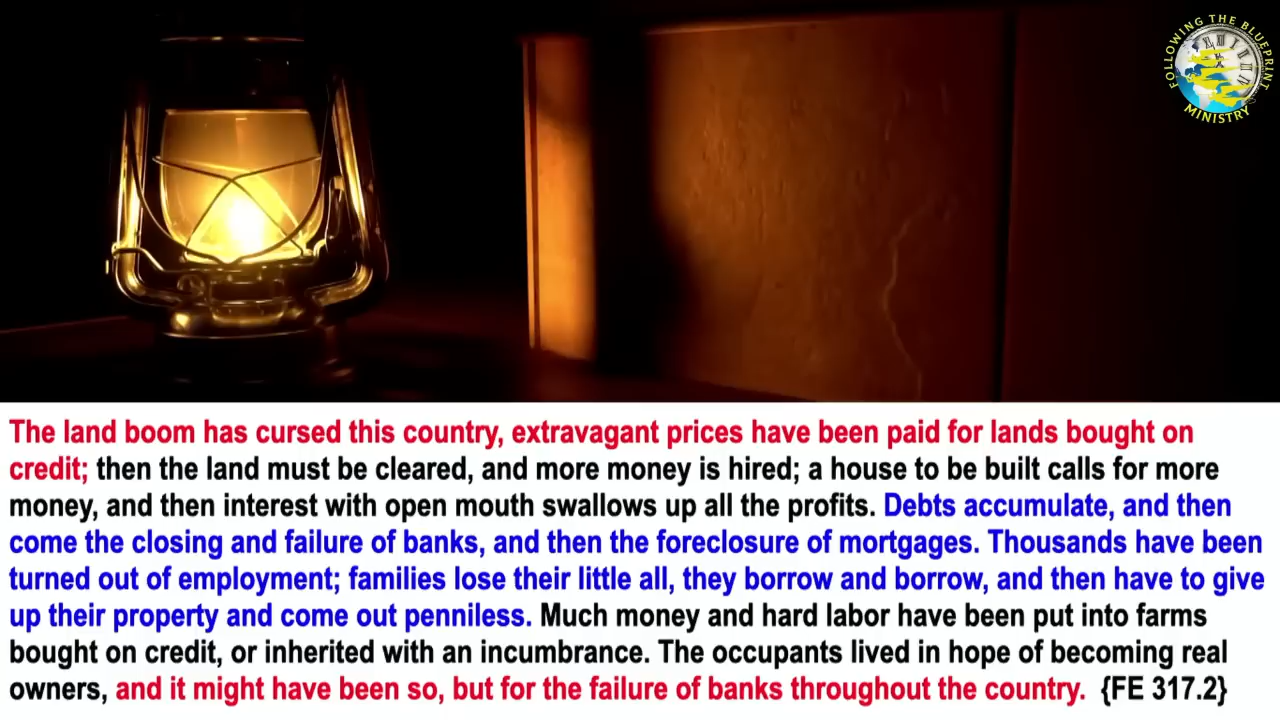 FOLLOWING THE BLUEPRINT
MINISTRY
The land boom has cursed this country, extravagant prices have been paid for lands bought on
credit; then the land must be cleared, and more money is hired; a house to be built calls for more
money, and then interest with open mouth swallows up all the profits. Debts accumulate, and then
come the closing and failure of banks, and then the foreclosure of mortgages. Thousands have been
turned out of employment; families lose their little all, they borrow and borrow, and then have to give
up their property and come out penniless. Much money and hard labor have been put into farms
bought on credit, or inherited with an incumbrance. The occupants lived in hope of becoming real
owners, and it might have been so, but for the failure of banks throughout the country. {FE 317.2}